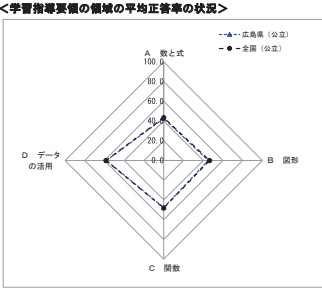 ＜学習指導要領の領域の平均正答率の状況＞
広島県（公立）
全国（公立）
A　数と式
100.0
80.0
60.0
40.0
20.0
0.0
B　図形
C　関数
D　データ
の活用